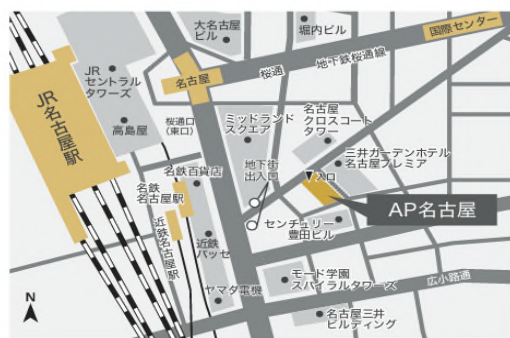 大名古屋
ビル
堀内ビル
国際センター
JR
セントラル
タワーズ
名古屋
桜通
地下鉄桜通線
JR名古屋駅
高島屋
桜通口
(東口)
ミッドランド
スクエア
名古屋
クロスコート
タワー
三井ガーデンホテル
名古屋プレミア
名鉄百貨店
地下街
出入口
入口
名鉄
名古屋駅
AP名古屋
近鉄名古屋駅
近鉄
パッセ
センチュリー
豊田ビル
モード学園
スパイラルタワーズ
広小路通
ヤマダ電機
名古屋三井
ビルディング
N